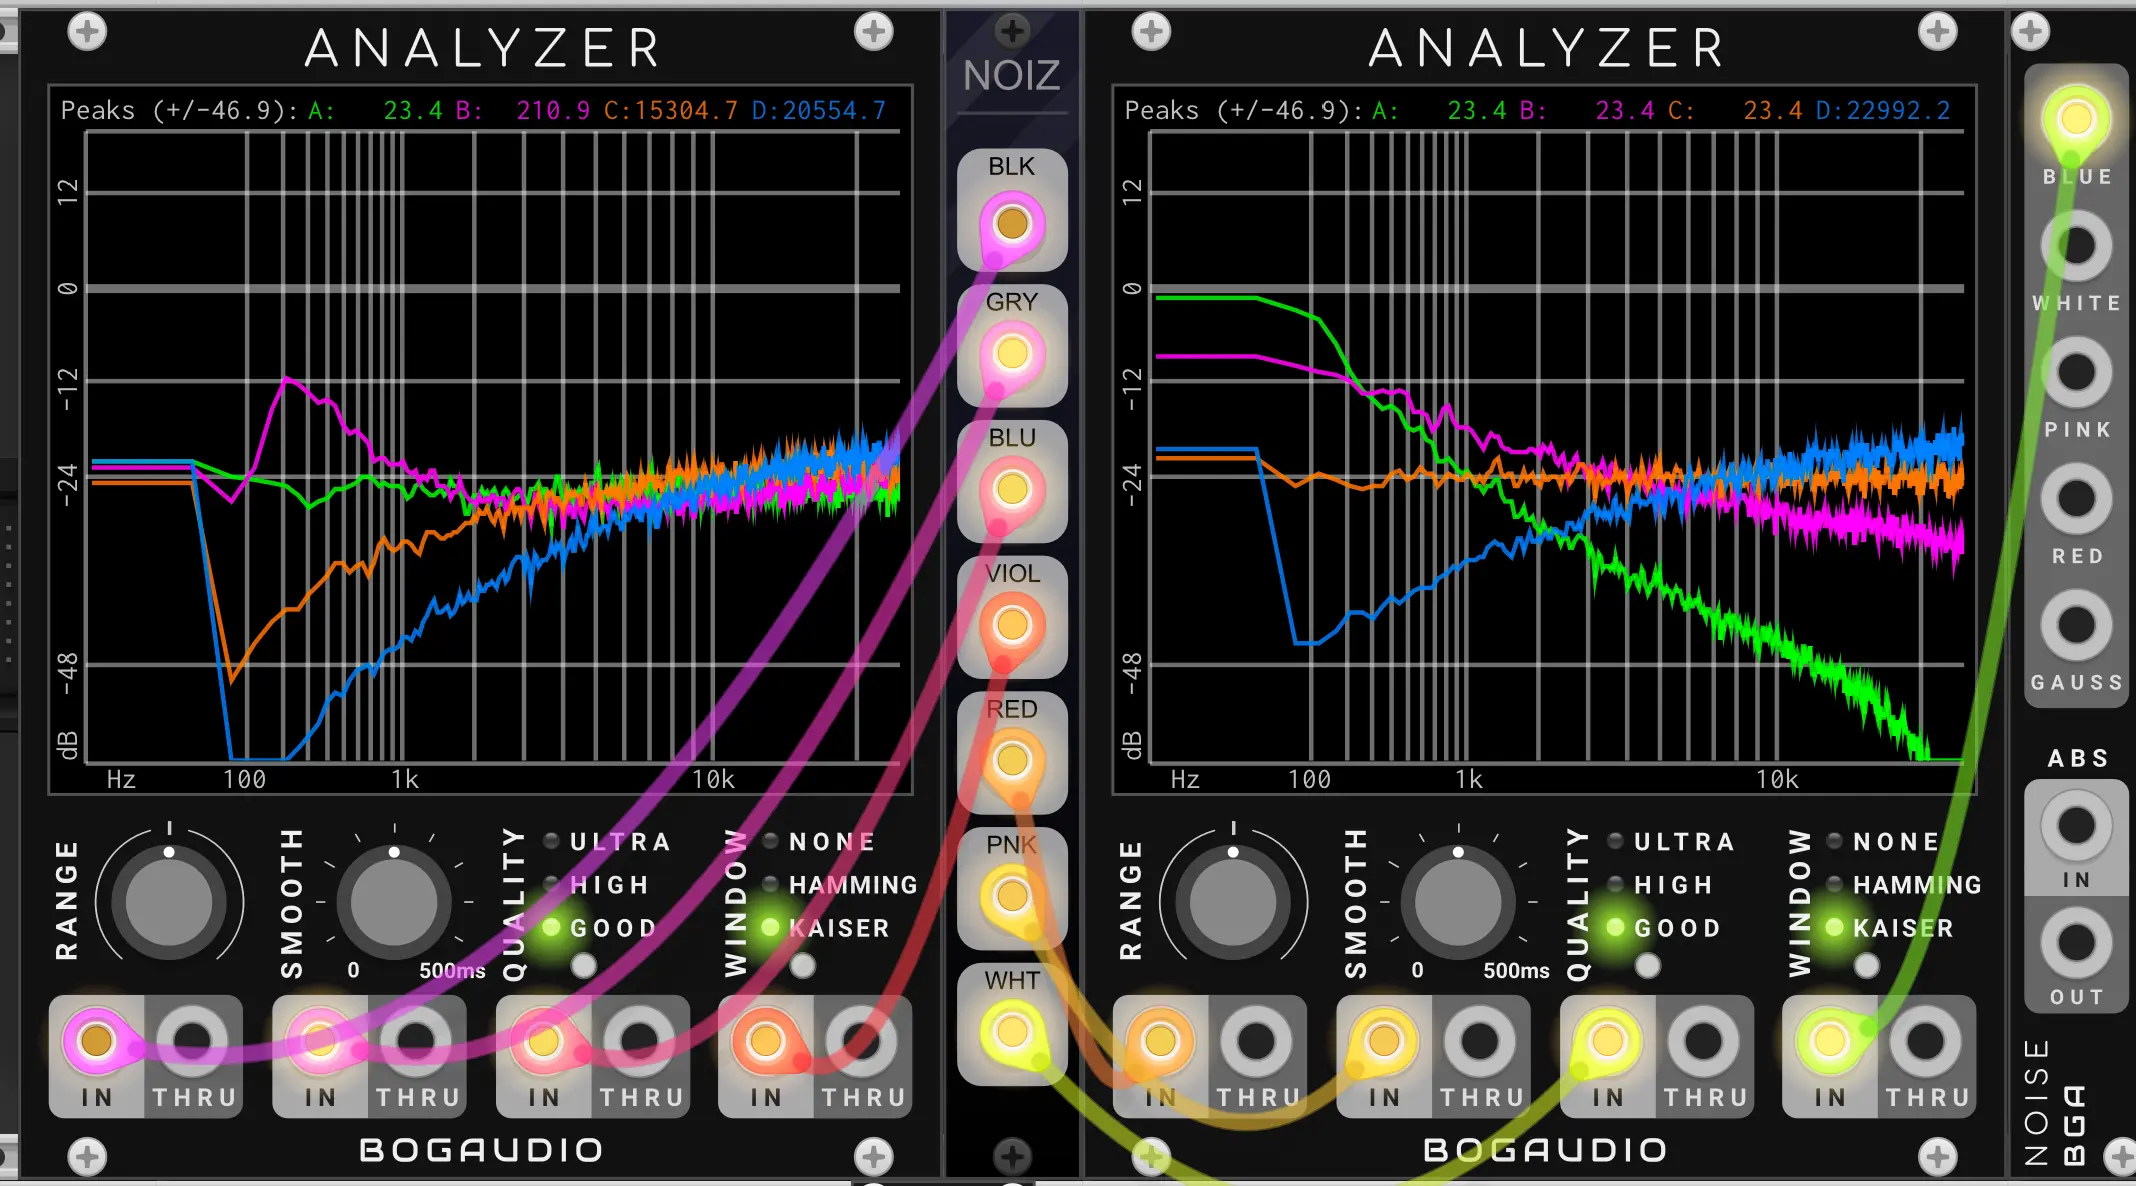 ANALYZER
Peaks (+/-46.9): A: 23.4 B: 210.9 C:15304.7 D:20554.7
12
0
-12
-24
-48
dB
Hz 100 1k 10k
RANGE
SMOOTH
0 500ms
QUALITY
ULTRA
HIGH
GOOD
WINDOW
NONE
HAMMING
KAISER
IN THRU IN THRU IN THRU IN THRU
BOGAUDIO
NOIZ
BLK
GRY
BLU
VIOL
RED
PNK
WHT
ANALYZER
Peaks (+/-46.9): A: 23.4 B: 23.4 C: 23.4 D:22992.2
12
0
-12
-24
-48
dB
Hz 100 1k 10k
RANGE
SMOOTH
0 500ms
QUALITY
ULTRA
HIGH
GOOD
WINDOW
NONE
HAMMING
KAISER
IN THRU IN THRU IN THRU IN THRU
BOGAUDIO
BLUE
WHITE
PINK
RED
GAUSS
ABS
IN
OUT
NOISE
BGA